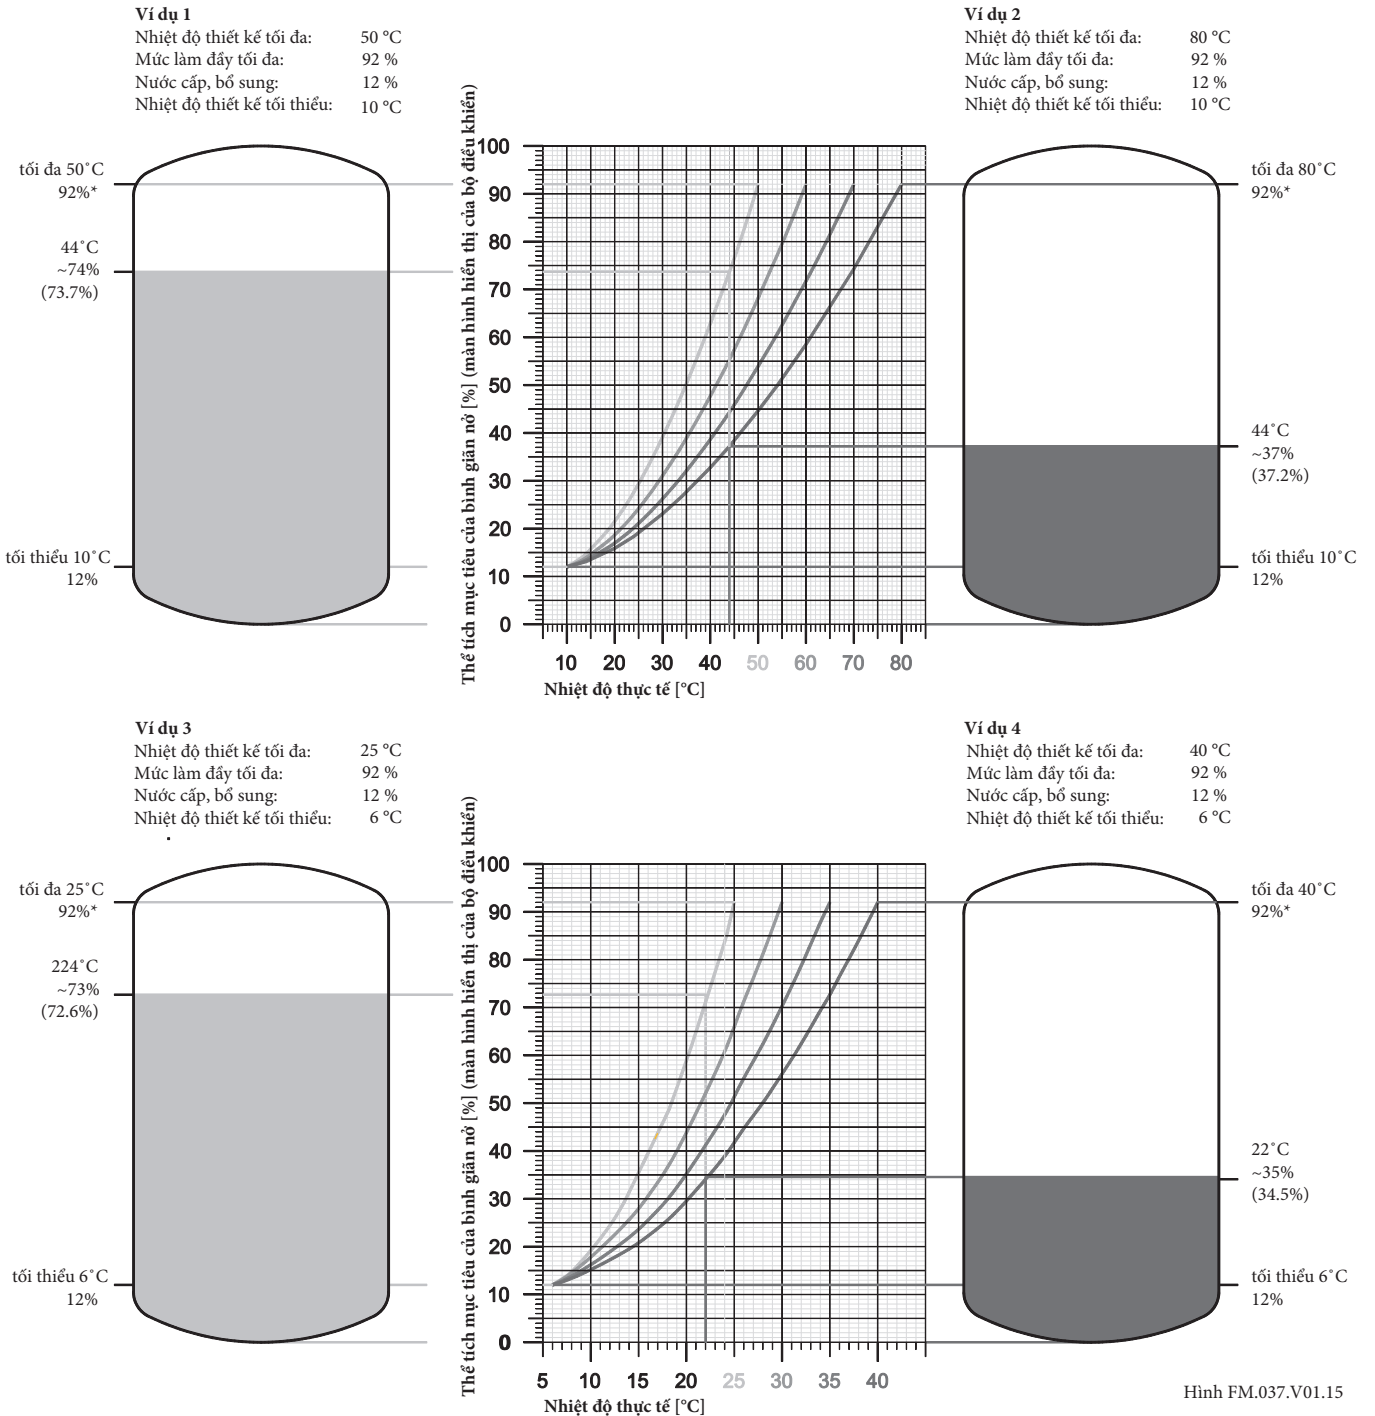 Ví dụ 1
Nhiệt độ thiết kế tối đa: 50 °C
Mức làm đầy tối đa: 92 %
Nước cấp, bổ sung: 12 %
Nhiệt độ thiết kế tối thiểu: 10 °C
Ví dụ 2
Nhiệt độ thiết kế tối đa: 80 °C
Mức làm đầy tối đa: 92 %
Nước cấp, bổ sung: 12 %
Nhiệt độ thiết kế tối thiểu: 10 °C
tối đa 50˚C
92%*
44˚C
~74%
(73.7%)
tối thiểu 10˚C
12%
Thể tích mục tiêu của bình giãn nở [%] (màn hình hiển thị của bộ điều khiển)
100
90
80
70
60
50
40
30
20
10
0
10 20 30 40 50 60 70 80
Nhiệt độ thực tế [°C]
tối đa 80˚C
92%*
44˚C
~37%
(37.2%)
tối thiểu 10˚C
12%
Ví dụ 3
Nhiệt độ thiết kế tối đa: 25 °C
Mức làm đầy tối đa: 92 %
Nước cấp, bổ sung: 12 %
Nhiệt độ thiết kế tối thiểu: 6 °C
Ví dụ 4
Nhiệt độ thiết kế tối đa: 40 °C
Mức làm đầy tối đa: 92 %
Nước cấp, bổ sung: 12 %
Nhiệt độ thiết kế tối thiểu: 6 °C
tối đa 25˚C
92%*
224˚C
~73%
(72.6%)
tối thiểu 6˚C
12%
Thể tích mục tiêu của bình giãn nở [%] (màn hình hiển thị của bộ điều khiển)
100
90
80
70
60
50
40
30
20
10
0
5 10 15 20 25 30 35 40
Nhiệt độ thực tế [°C]
tối đa 40˚C
92%*
22˚C
~35%
(34.5%)
tối thiểu 6˚C
12%
Hình FM.037.V01.15